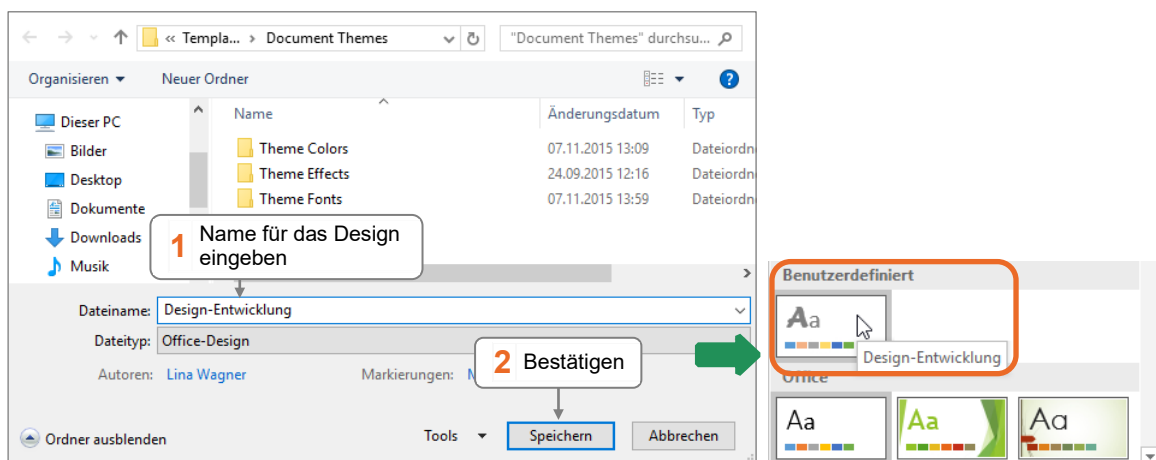 « Templa... › Document Themes
"Document Themes" durchsu...
Organisieren
Neuer Ordner
?
Dieser PC
Bilder
Desktop
Dokumente
Downloads
Musik
Name Änderungsdatum Typ
Theme Colors 07.11.2015 13:09 Dateiordn
Theme Effects 24.09.2015 12:16 Dateiordn
Theme Fonts 07.11.2015 13:59 Dateiordn
1 Name für das Design
eingeben
Dateiname: Design-Entwicklung
Dateityp: Office-Design
Autoren: Lina Wagner Markierungen:
2 Bestätigen
Ordner ausblenden
Tools
Speichern
Abbrechen
Benutzerdefiniert
Aa
Design-Entwicklung
Office
Aa
Aa
Aa